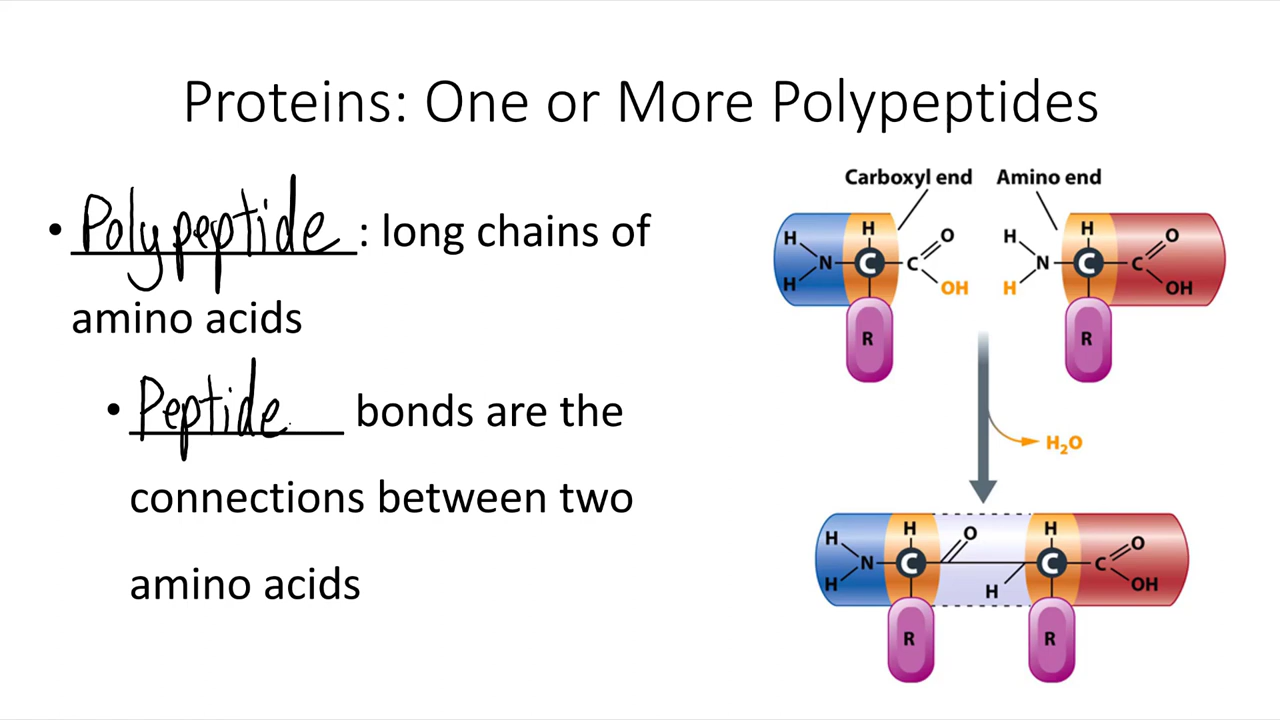 Proteins: One or More Polypeptides
• Polypeptide : long chains of
amino acids
• Peptide bonds are the
connections between two
amino acids
Carboxyl end Amino end
H H O H H O
N C C N C C
H OH H OH
R R
H₂O
H H O H O
N C C C
H H OH
R R